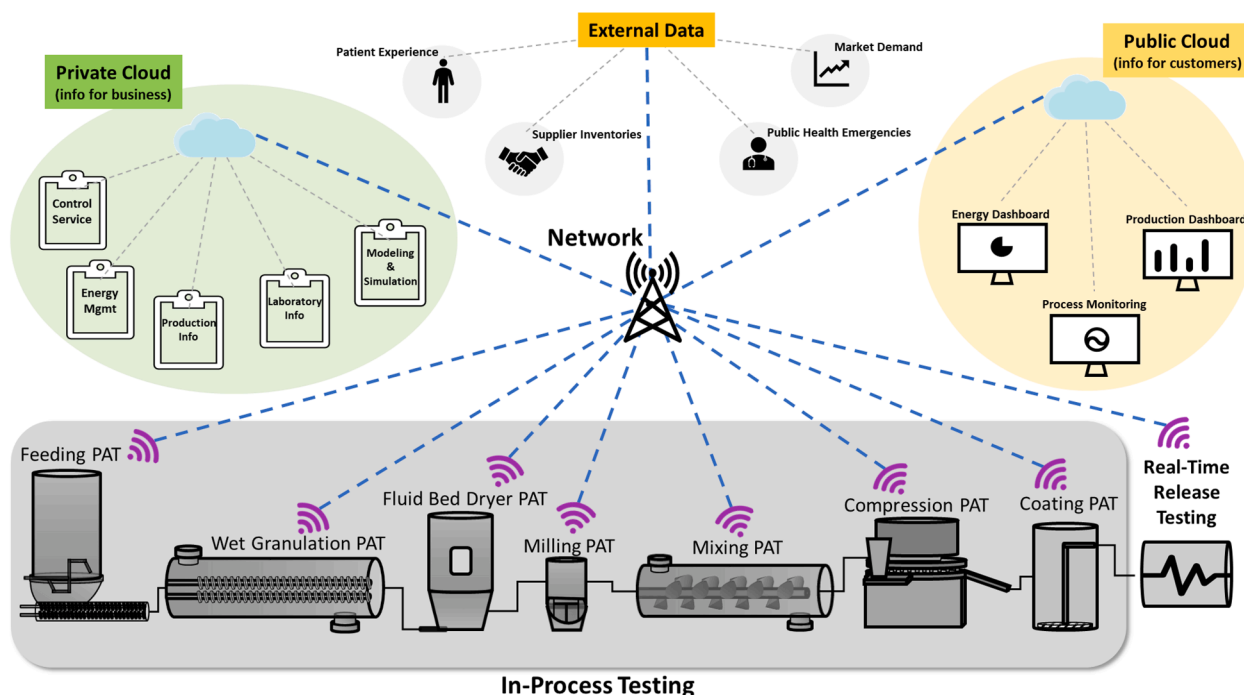 External Data
Private Cloud
(info for business)
Public Cloud
(info for customers)
Patient Experience
Market Demand
Supplier Inventories
Public Health Emergencies
Control
Service
Energy
Mgmt
Production
Info
Laboratory
Info
Modeling
&
Simulation
Network
Energy Dashboard
Production Dashboard
Process Monitoring
Feeding PAT
Wet Granulation PAT
Fluid Bed Dryer PAT
Milling PAT
Mixing PAT
Compression PAT
Coating PAT
Real-Time
Release
Testing
In-Process Testing